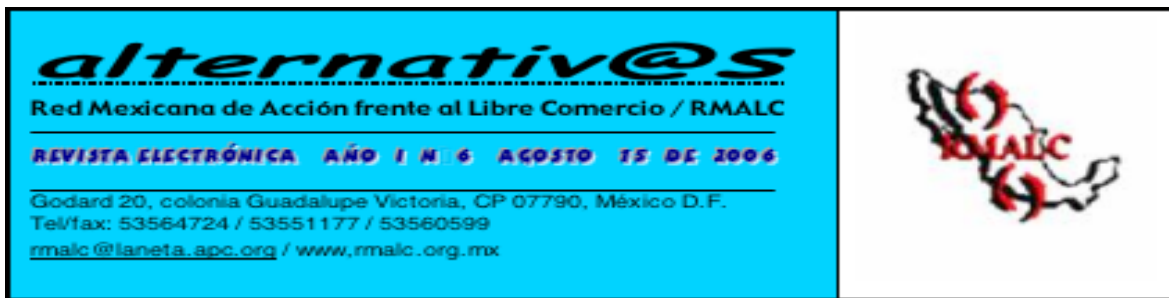 alternativ@s
Red Mexicana de Acción frente al Libre Comercio / RMALC
REVISTA ELECTRÓNICA AÑO I N 6 AGOSTO 15 DE 2006
Godard 20, colonia Guadalupe Victoria, CP 07790, México D.F.
Tel/fax: 53564724 / 53551177 / 53560599
rmalc@laneta.apc.org / www,rmalc.org.mx
RMALC